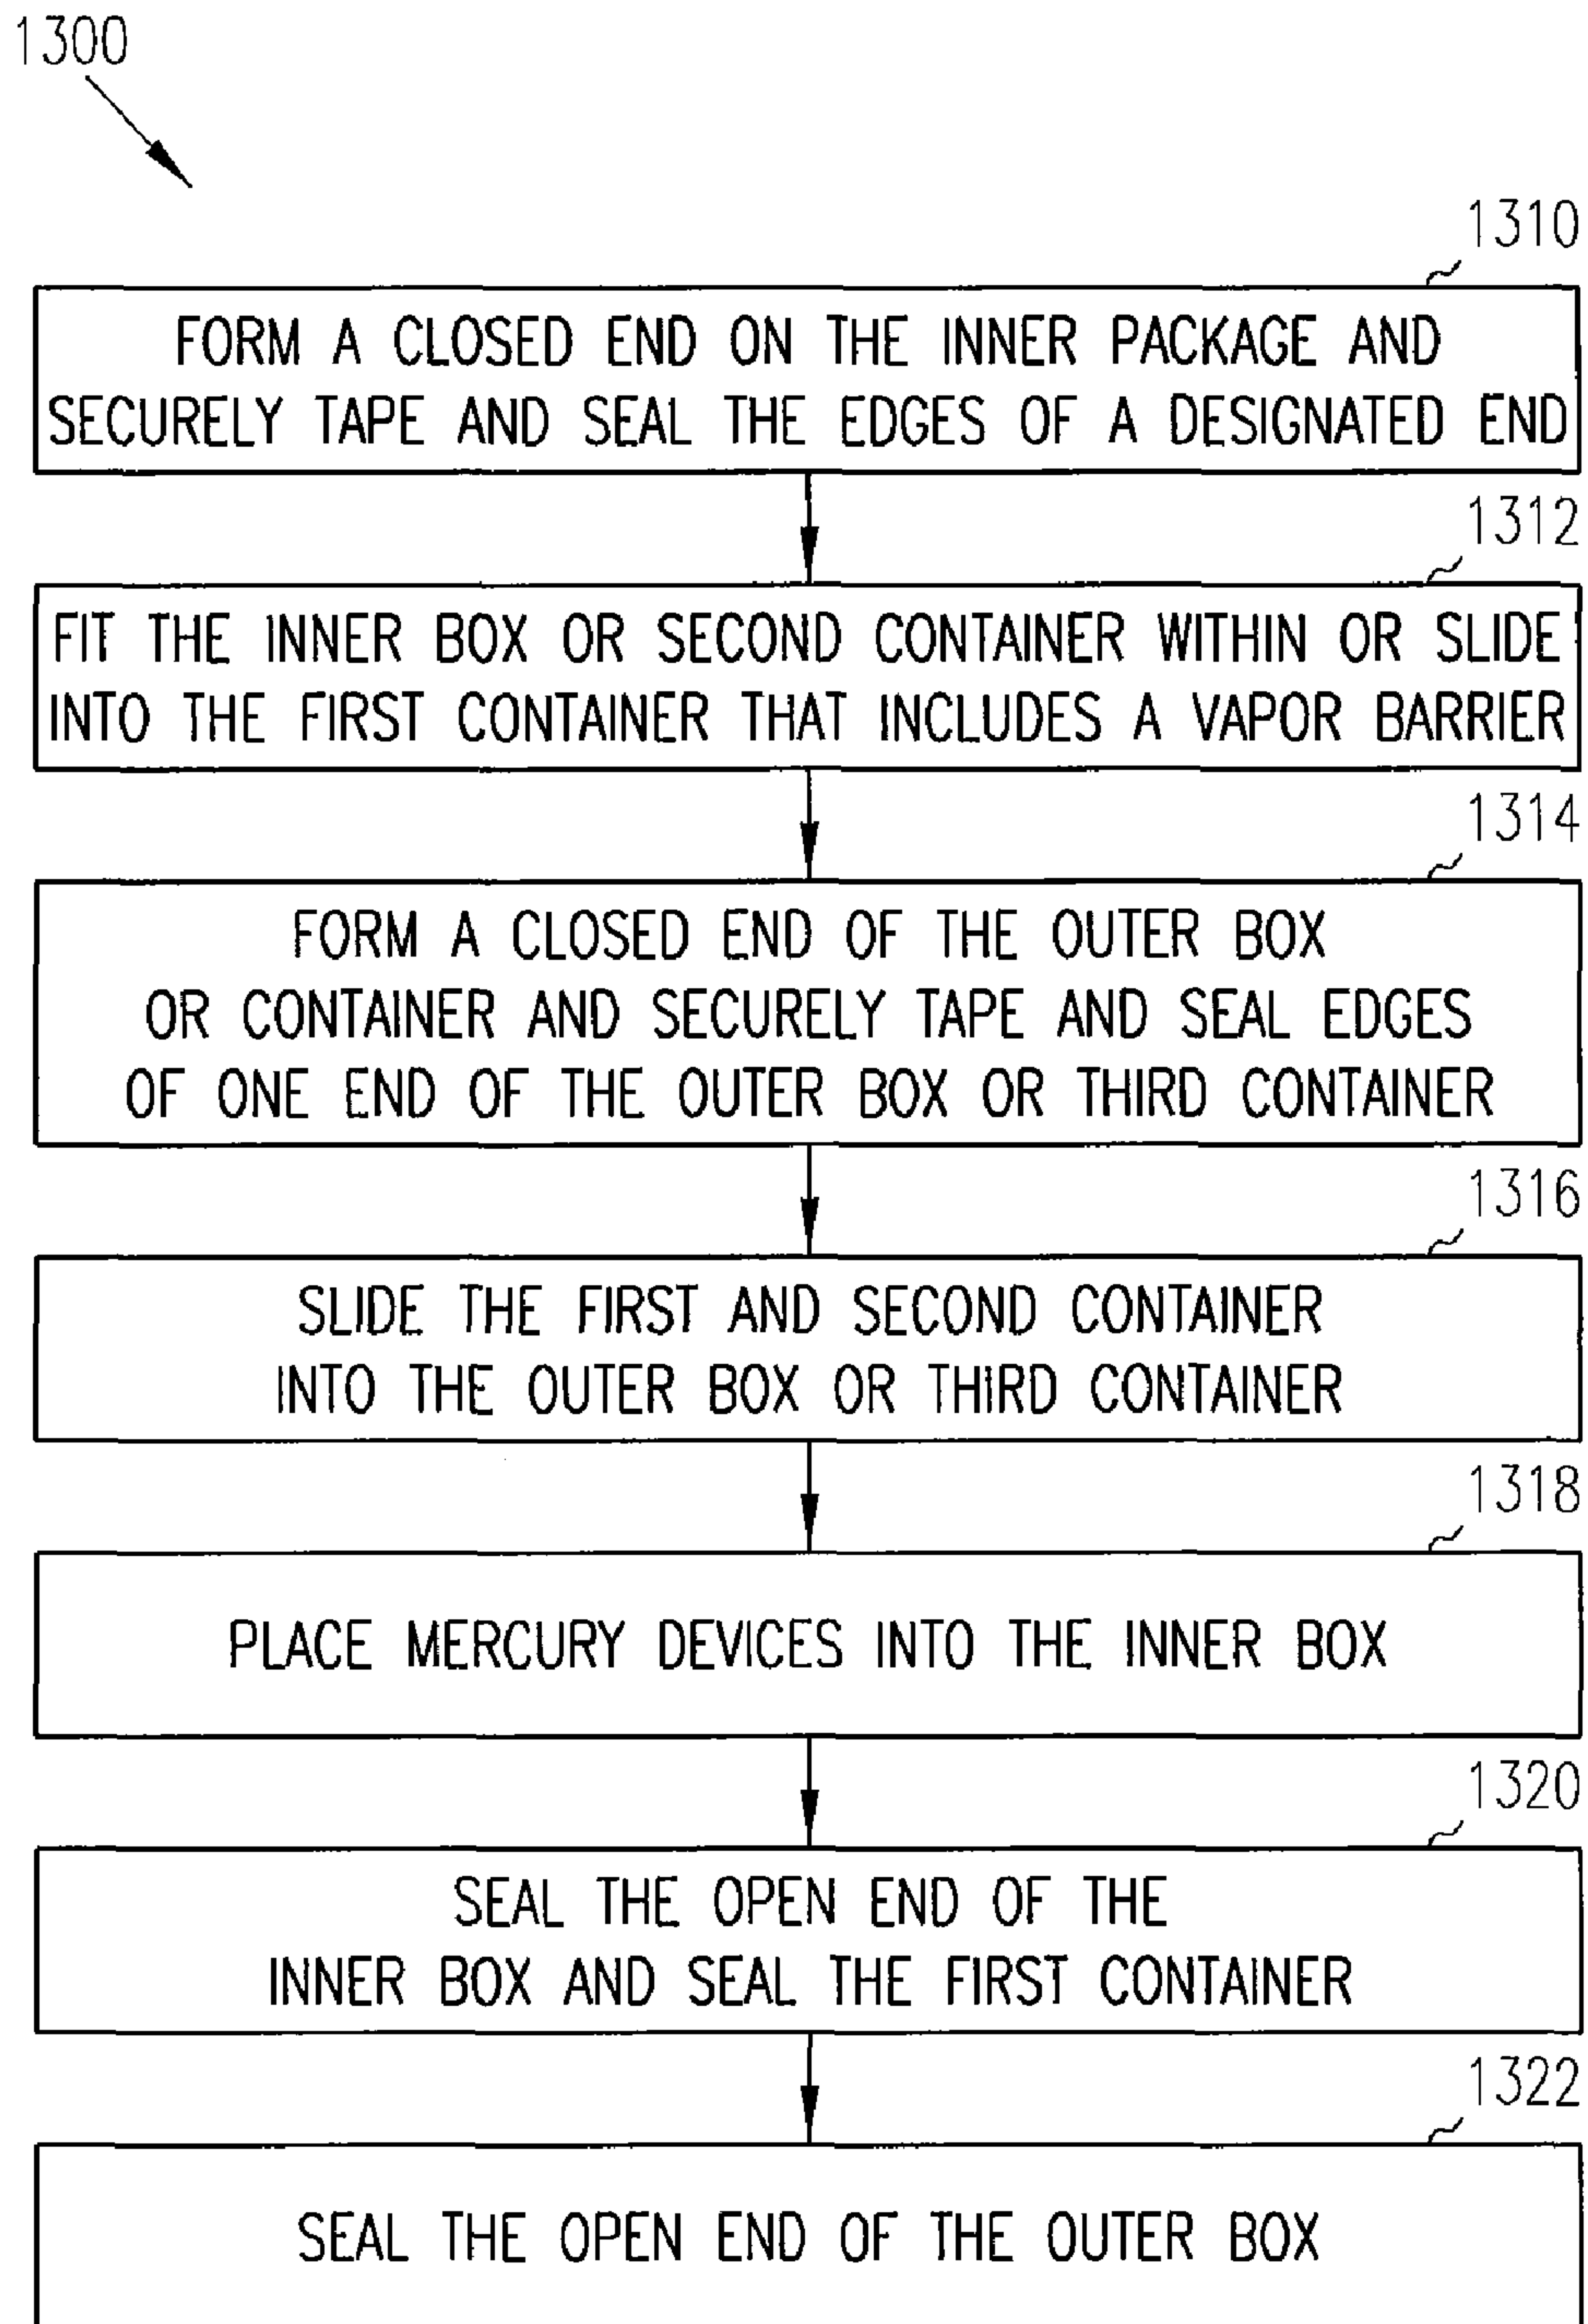 1300
1310
FORM A CLOSED END ON THE INNER PACKAGE AND
SECURELY TAPE AND SEAL THE EDGES OF A DESIGNATED END
1312
FIT THE INNER BOX OR SECOND CONTAINER WITHIN OR SLIDE
INTO THE FIRST CONTAINER THAT INCLUDES A VAPOR BARRIER
1314
FORM A CLOSED END OF THE OUTER BOX
OR CONTAINER AND SECURELY TAPE AND SEAL EDGES
OF ONE END OF THE OUTER BOX OR THIRD CONTAINER
1316
SLIDE THE FIRST AND SECOND CONTAINER
INTO THE OUTER BOX OR THIRD CONTAINER
1318
PLACE MERCURY DEVICES INTO THE INNER BOX
1320
SEAL THE OPEN END OF THE
INNER BOX AND SEAL THE FIRST CONTAINER
1322
SEAL THE OPEN END OF THE OUTER BOX